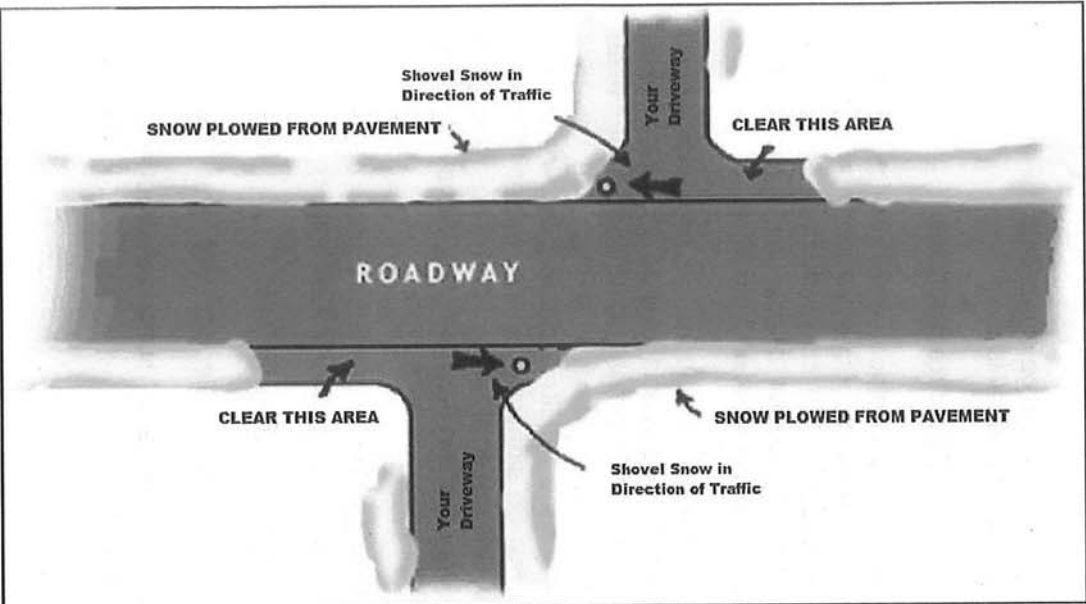 Shovel Snow in
Direction of Traffic
Your
Driveway
SNOW PLOWED FROM PAVEMENT
CLEAR THIS AREA
ROADWAY
CLEAR THIS AREA
SNOW PLOWED FROM PAVEMENT
Shovel Snow in
Direction of Traffic
Your
Driveway